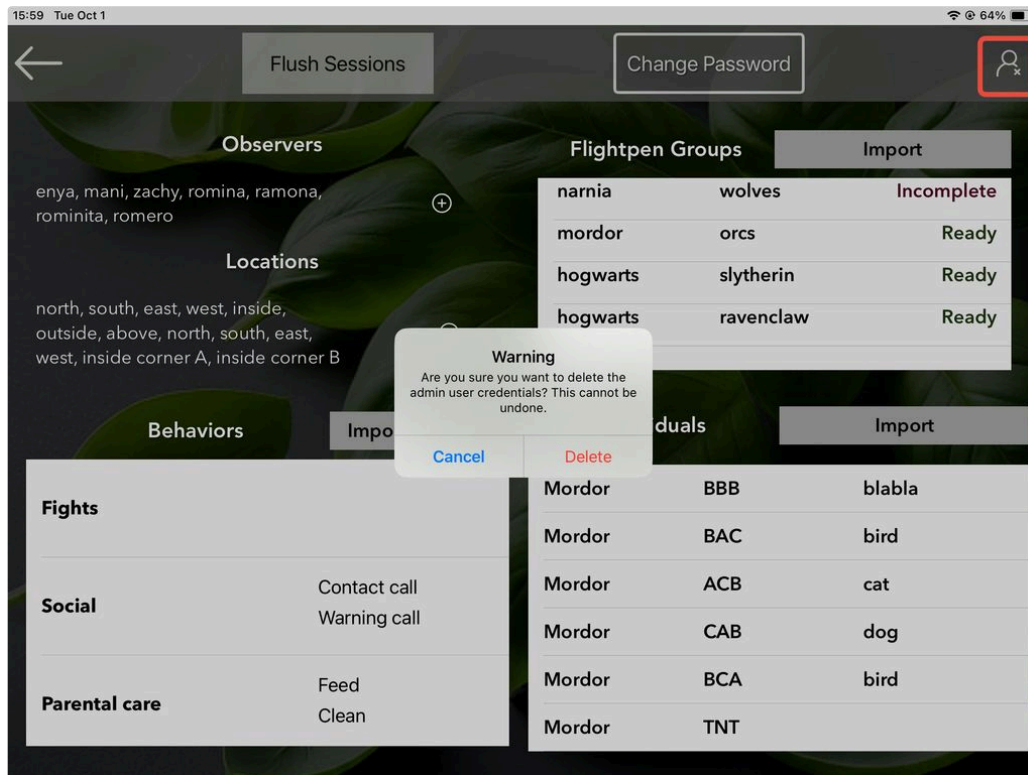 15:59 Tue Oct 1
64%
Flush Sessions
Change Password
Observers
enya, mani, zachy, romina, ramona,
rominita, romero
Locations
north, south, east, west, inside,
outside, above, north, south, east,
west, inside corner A, inside corner B
Flightpen Groups
Import
narnia wolves Incomplete
mordor orcs Ready
hogwarts slytherin Ready
hogwarts ravenclaw Ready
Warning
Are you sure you want to delete the
admin user credentials? This cannot be
undone.
Cancel
Delete
Behaviors
Impo
Fights
Social
Contact call
Warning call
Parental care
Feed
Clean
duals
Import
Mordor BBB blabla
Mordor BAC bird
Mordor ACB cat
Mordor CAB dog
Mordor BCA bird
Mordor TNT